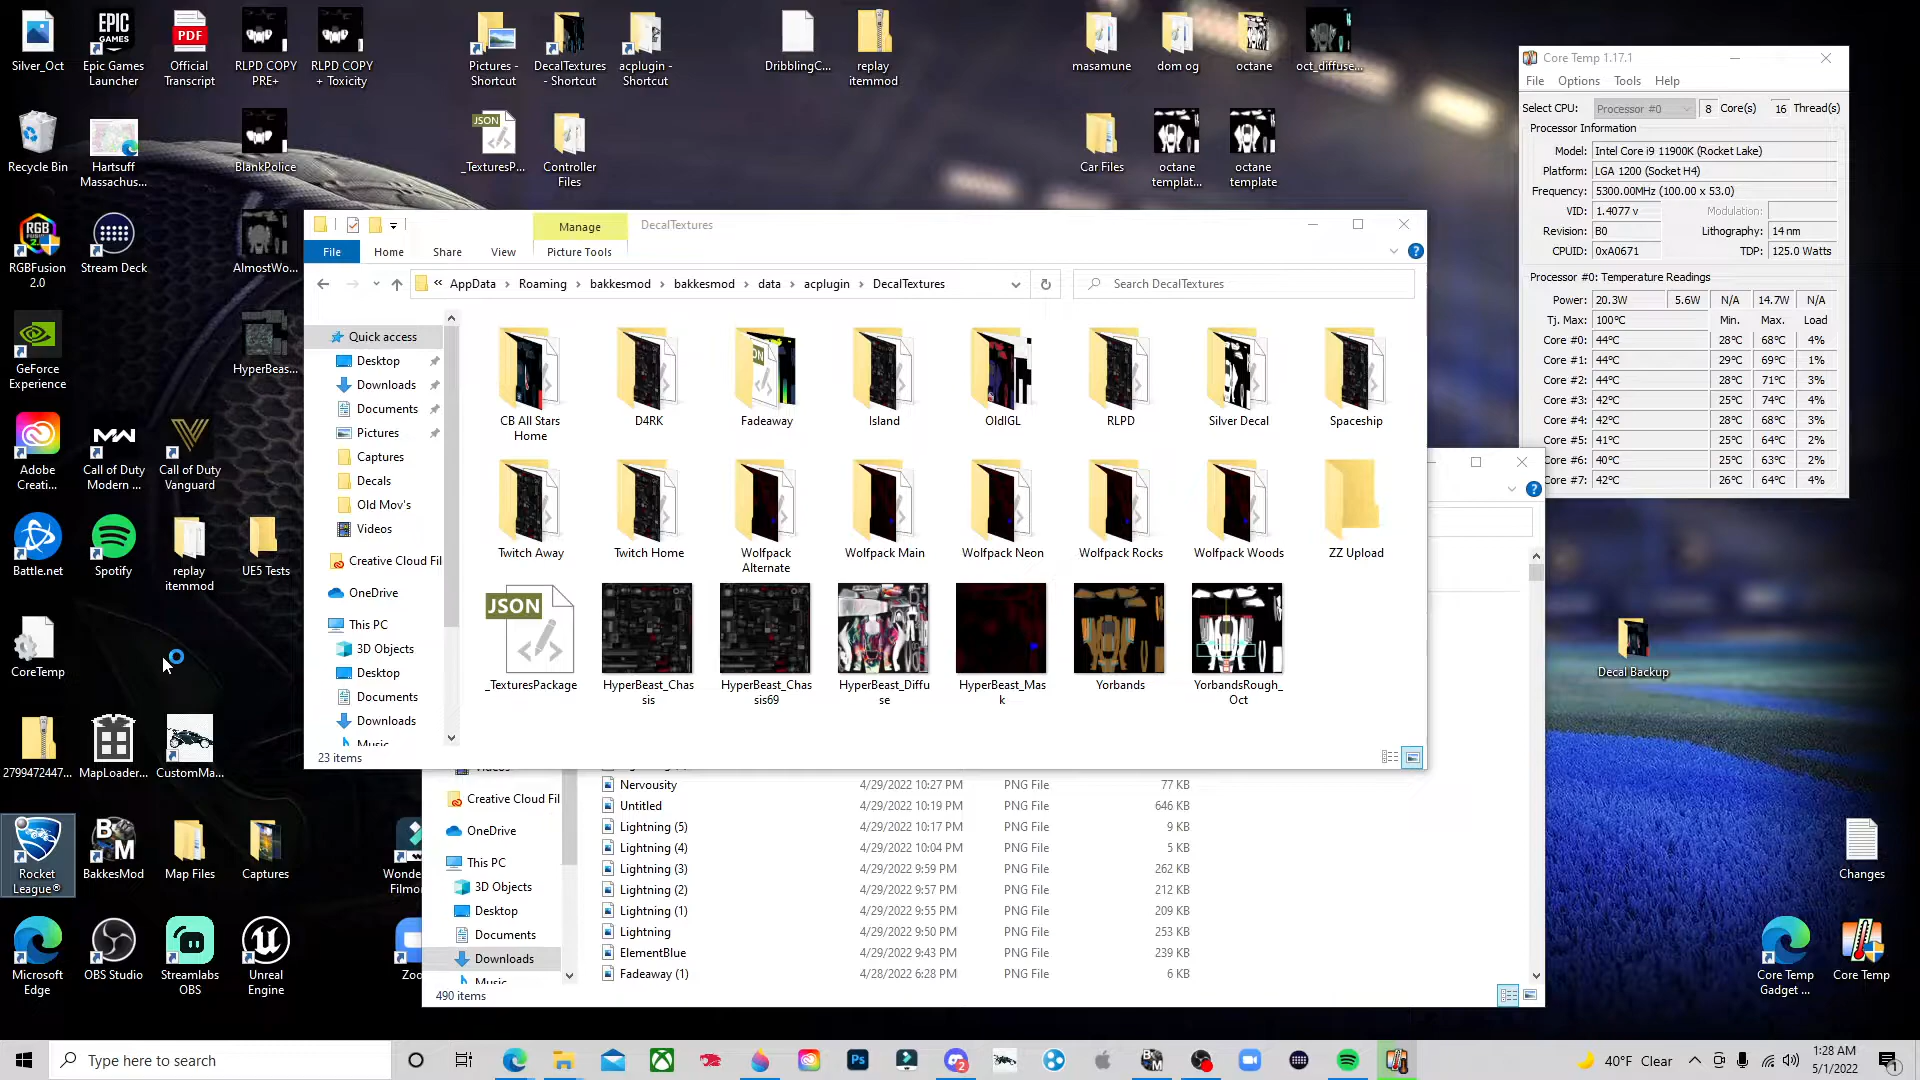 Silver_Oct
Epic Games
Launcher
Official
Transcript
RLPD COPY
PRE+
RLPD COPY
+ Toxicity
Pictures -
Shortcut
DecalTextures
- Shortcut
acplugin -
Shortcut
DribblingC...
replay
itemmod
masamune
dom og
octane
oct_diffuse...
EPIC
GAMES
PDF
Recycle Bin
Hartsuff
Massachus...
BlankPolice
JSON
_TexturesP...
Controller
Files
Car Files
octane
templat...
octane
template
RGB
FUSION
2.0
RGBFusion
2.0
Stream Deck
AlmostWo...
GeForce
Experience
HyperBeas...
Adobe
Creati...
Call of Duty
Modern ...
Call of Duty
Vanguard
Battle.net
Spotify
replay
itemmod
UE5 Tests
CoreTemp
2799472447...
MapLoader...
CustomMa...
Rocket
League®
BakkesMod
Map Files
Captures
Wonde
Filmor
Microsoft
Edge
OBS Studio
Streamlabs
OBS
Unreal
Engine
Zoo
Manage
DecalTextures
File
Home
Share
View
Picture Tools
« AppData > Roaming > bakkesmod > bakkesmod > data > acplugin > DecalTextures
Search DecalTextures
Quick access
Desktop
Downloads
Documents
Pictures
Captures
Decals
Old Mov's
Videos
Creative Cloud Fil
OneDrive
This PC
3D Objects
Desktop
Documents
Downloads
Music
CB All Stars
Home
D4RK
Fadeaway
Island
OldIGL
RLPD
Silver Decal
Spaceship
Twitch Away
Twitch Home
Wolfpack
Alternate
Wolfpack Main
Wolfpack Neon
Wolfpack Rocks
Wolfpack Woods
ZZ Upload
JSON
_TexturesPackage
HyperBeast_Chas
sis
HyperBeast_Chas
sis69
HyperBeast_Diffu
se
HyperBeast_Mas
k
Yorbands
YorbandsRough_
Oct
23 items
Videos
Creative Cloud Fil
OneDrive
This PC
3D Objects
Desktop
Documents
Downloads
Music
Nervousity 4/29/2022 10:27 PM PNG File 77 KB
Untitled 4/29/2022 10:19 PM PNG File 646 KB
Lightning (5) 4/29/2022 10:17 PM PNG File 9 KB
Lightning (4) 4/29/2022 10:04 PM PNG File 5 KB
Lightning (3) 4/29/2022 9:59 PM PNG File 262 KB
Lightning (2) 4/29/2022 9:57 PM PNG File 212 KB
Lightning (1) 4/29/2022 9:55 PM PNG File 209 KB
Lightning 4/29/2022 9:50 PM PNG File 253 KB
ElementBlue 4/29/2022 9:43 PM PNG File 239 KB
Fadeaway (1) 4/28/2022 6:28 PM PNG File 6 KB
490 items
Core Temp 1.17.1
File Options Tools Help
Select CPU: Processor #0 8 Core(s) 16 Thread(s)
Processor Information
Model: Intel Core i9 11900K (Rocket Lake)
Platform: LGA 1200 (Socket H4)
Frequency: 5300.00MHz (100.00 x 53.0)
VID: 1.4077 v Modulation:
Revision: B0 Lithography: 14 nm
CPUID: 0xA0671 TDP: 125.0 Watts
Processor #0: Temperature Readings
Power: 20.3W 5.6W N/A 14.7W N/A
Tj. Max: 100°C Min. Max. Load
Core #0: 44°C 28°C 68°C 4%
Core #1: 44°C 29°C 69°C 1%
Core #2: 44°C 28°C 71°C 3%
Core #3: 42°C 25°C 74°C 4%
Core #4: 42°C 28°C 68°C 3%
Core #5: 41°C 25°C 64°C 2%
Core #6: 40°C 25°C 63°C 2%
Core #7: 42°C 26°C 64°C 4%
Decal Backup
Changes
Core Temp
Gadget ...
Core Temp
Type here to search
Ps
40°F Clear
1:28 AM
5/1/2022